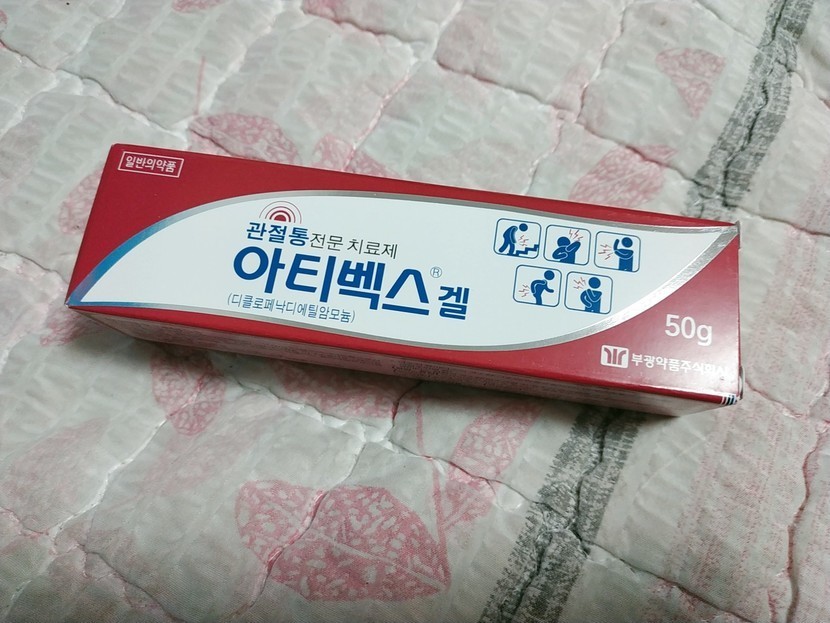 일반의약품
관절통전문 치료제
아티벡스® 겔
(디클로페낙디에틸암모늄)
50g
부광약품주식회사